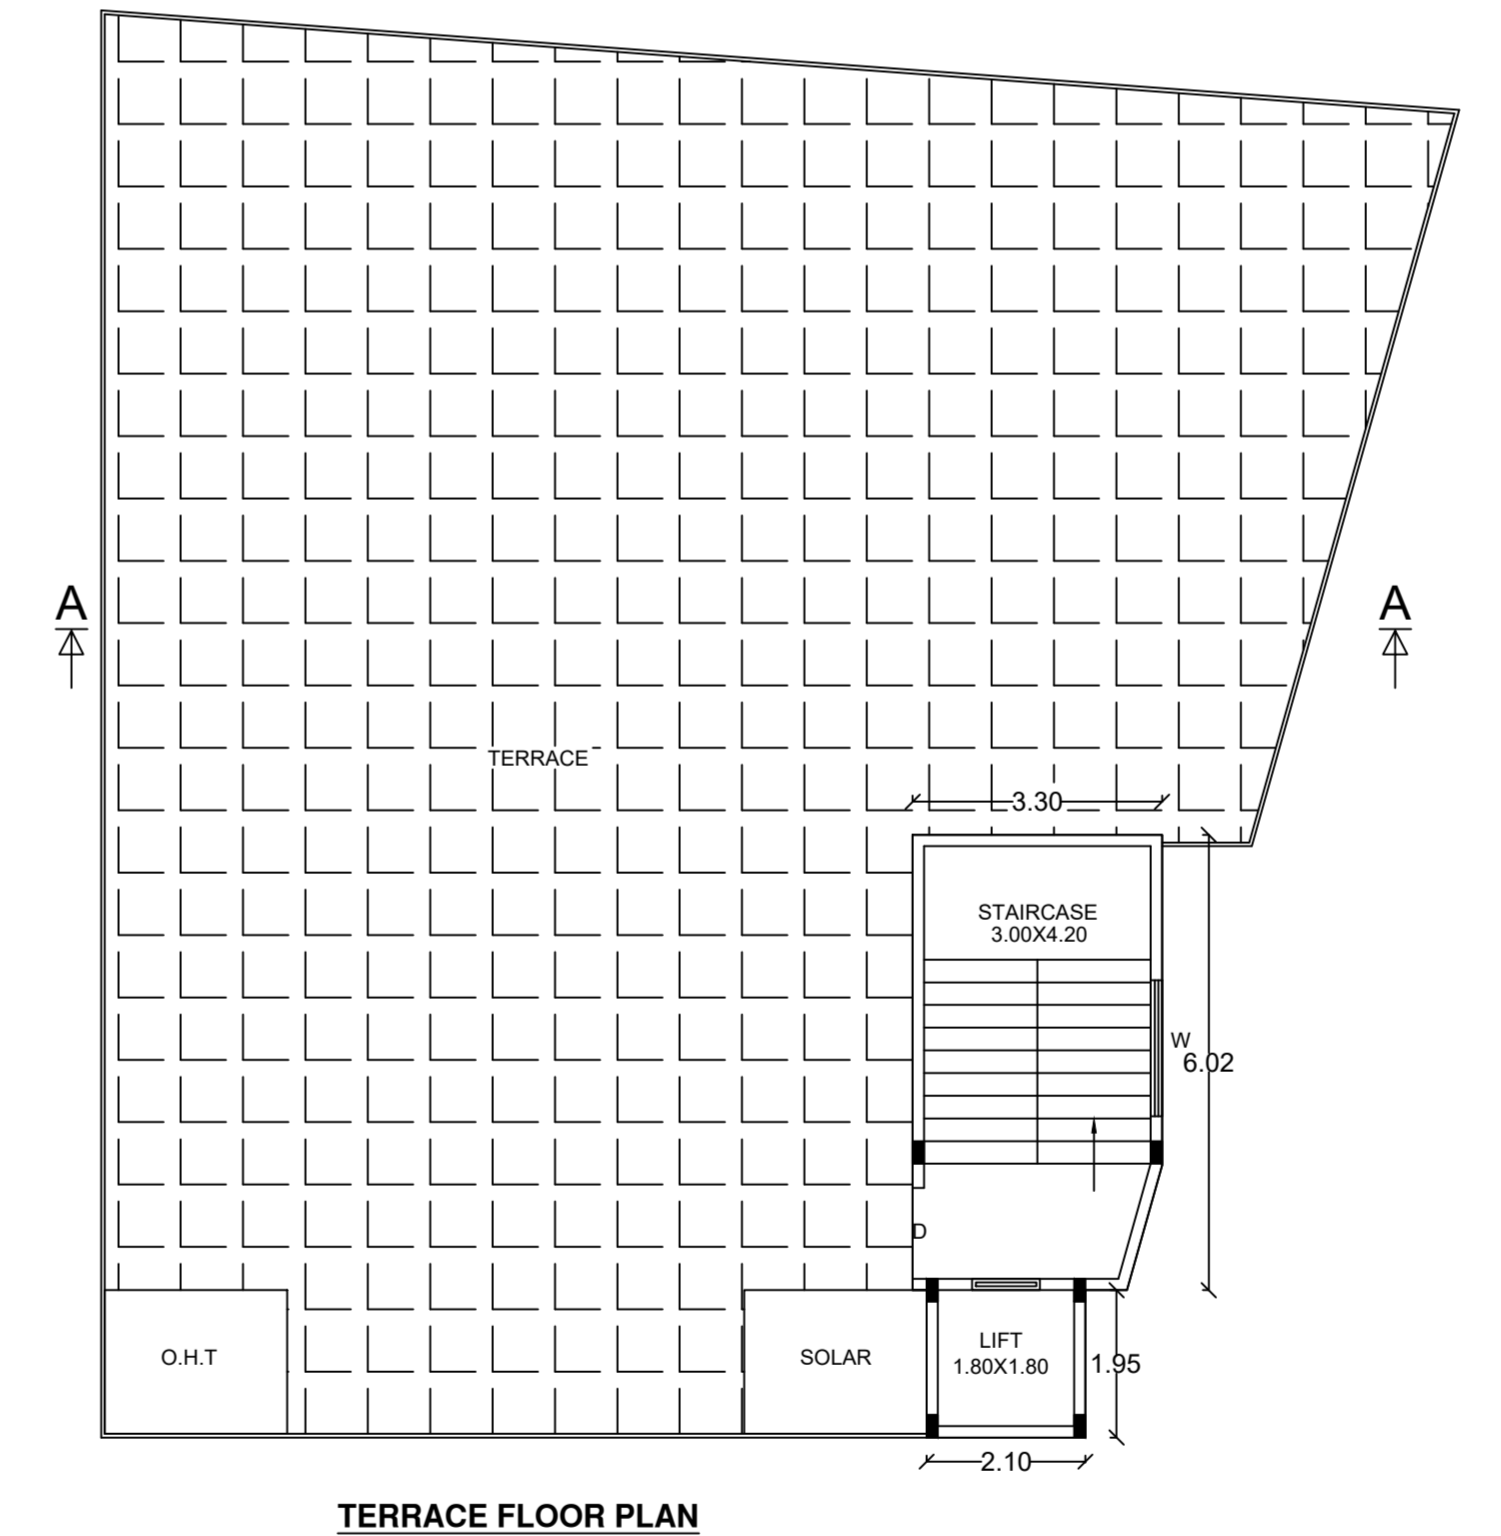 A
A
TERRACE
3.30
STAIRCASE
3.00X4.20
W
6.02
D
O.H.T
SOLAR
LIFT
1.80X1.80
1.95
2.10
TERRACE FLOOR PLAN